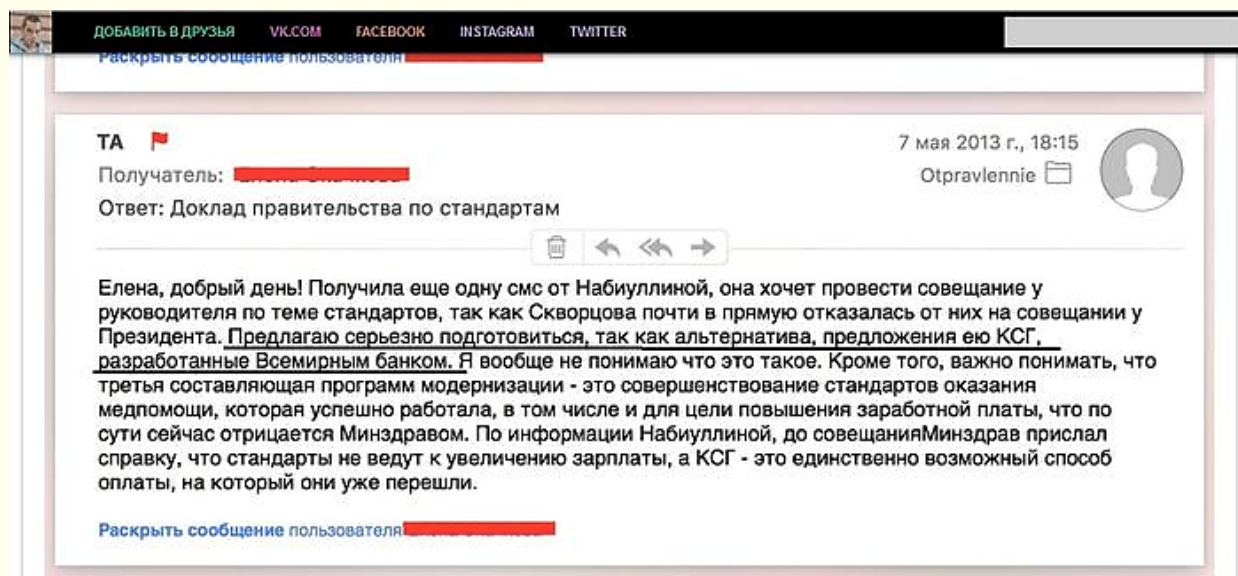 ДОБАВИТЬ В ДРУЗЬЯ VK.COM FACEBOOK INSTAGRAM TWITTER
Раскрыть сообщение пользователя
ТА
7 мая 2013 г., 18:15
Получатель:
Otpravlennie
Ответ: Доклад правительства по стандартам
Елена, добрый день! Получила еще одну смс от Набиуллиной, она хочет провести совещание у
руководителя по теме стандартов, так как Скворцова почти в прямую отказалась от них на совещании у
Президента. Предлагаю серьезно подготовиться, так как альтернатива, предложения ею КСГ,
разработанные Всемирным банком. Я вообще не понимаю что это такое. Кроме того, важно понимать, что
третья составляющая программ модернизации - это совершенствование стандартов оказания
медпомощи, которая успешно работала, в том числе и для цели повышения заработной платы, что по
сути сейчас отрицается Минздравом. По информации Набиуллиной, до совещанияМинздрав прислал
справку, что стандарты не ведут к увеличению зарплаты, а КСГ - это единственно возможный способ
оплаты, на который они уже перешли.
Раскрыть сообщение пользователя